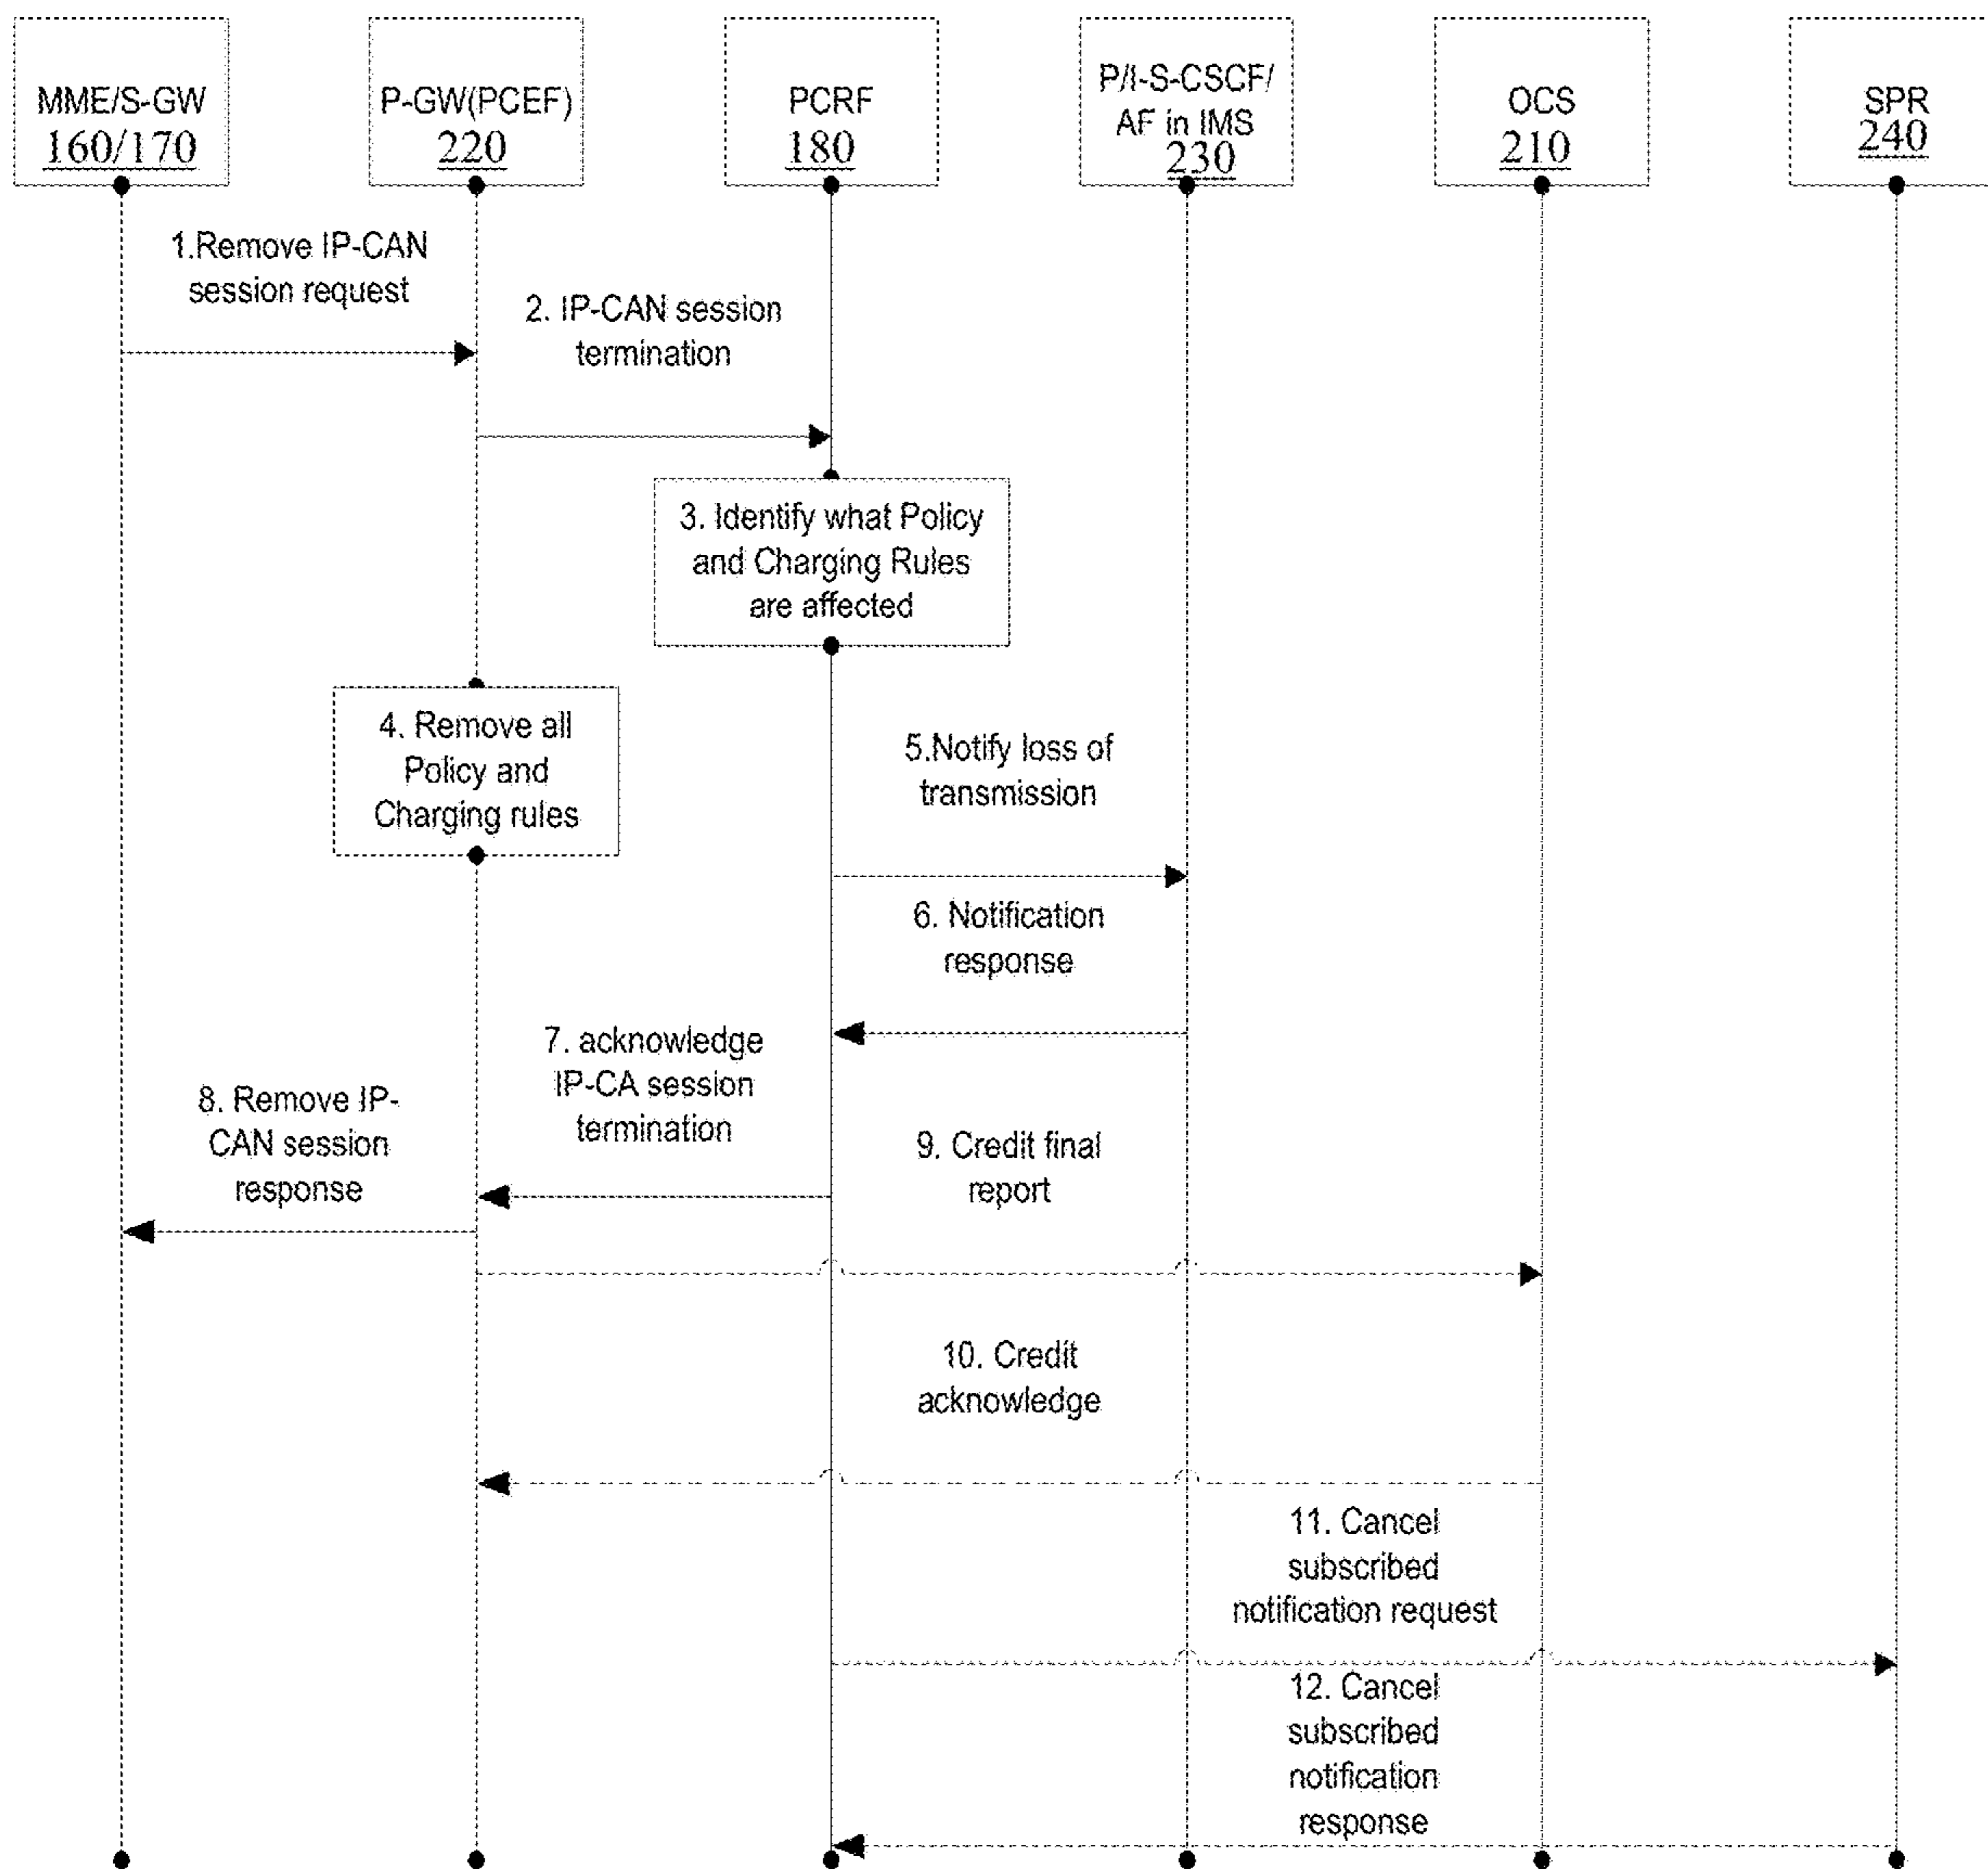 MME/S-GW
160/170
P-GW(PCEF)
220
PCRF
180
P/I-S-CSCF/
AF in IMS
230
OCS
210
SPR
240
1.Remove IP-CAN
session request
2. IP-CAN session
termination
3. Identify what Policy
and Charging Rules
are affected
4. Remove all
Policy and
Charging rules
5.Notify loss of
transmission
6. Notification
response
7. acknowledge
IP-CA session
termination
8. Remove IP-
CAN session
response
9. Credit final
report
10. Credit
acknowledge
11. Cancel
subscribed
notification request
12. Cancel
subscribed
notification
response